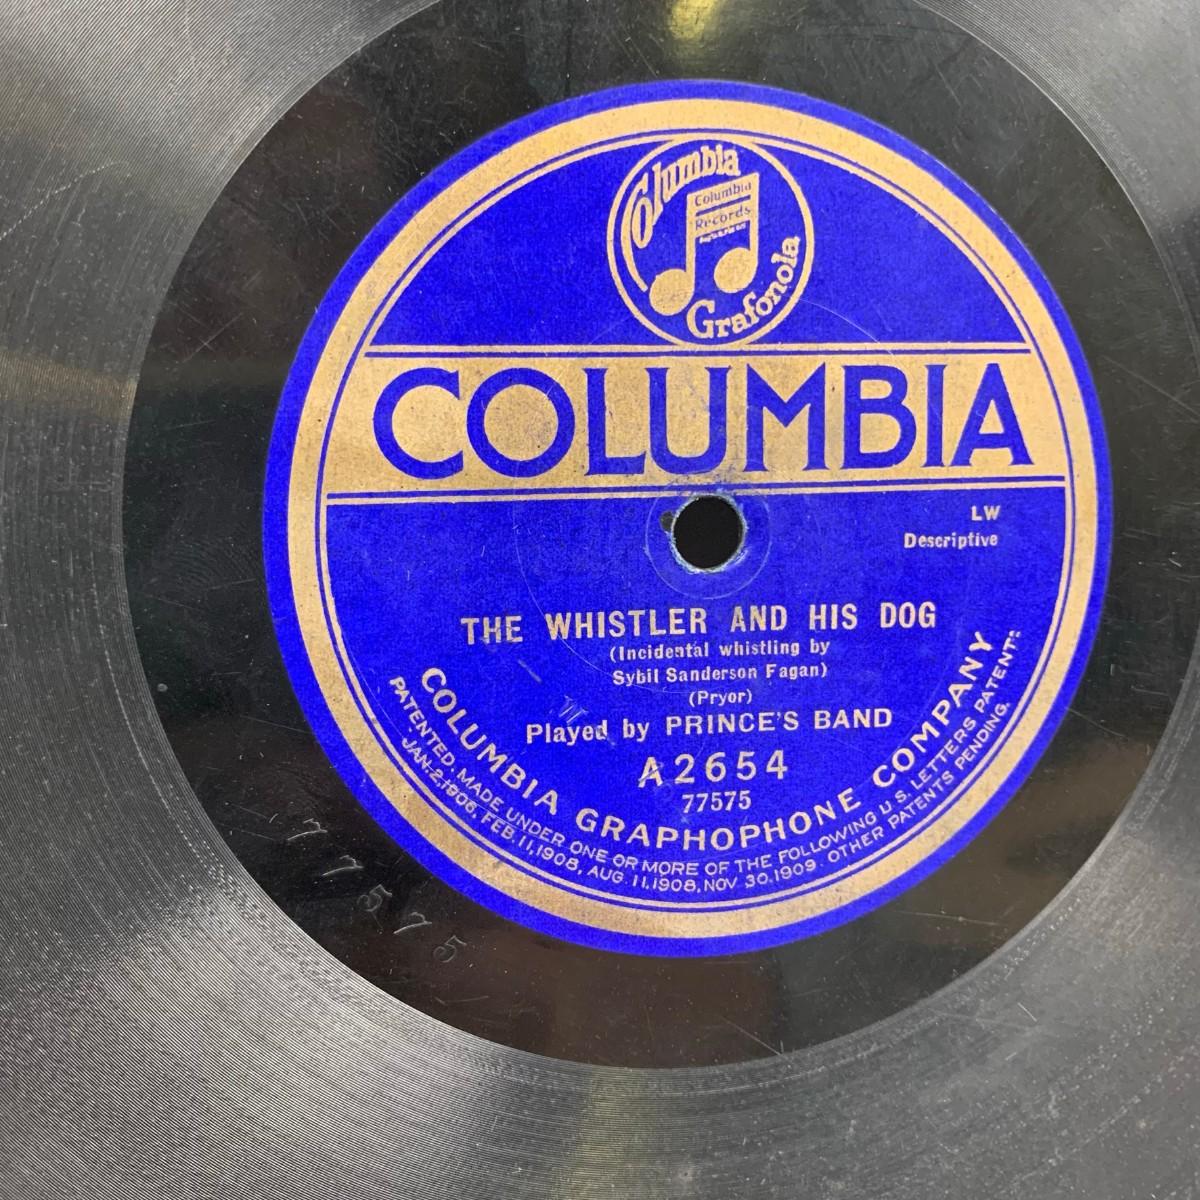 Columbia
Columbia
Records
Grafonola
COLUMBIA
LW
Descriptive
THE WHISTLER AND HIS DOG
(Incidental whistling by
Sybil Sanderson Fagan)
(Pryor)
Played by PRINCE'S BAND
A2654
77575
COLUMBIA GRAPHOPHONE COMPANY
PATENTED. MADE UNDER ONE OR MORE OF THE FOLLOWING U.S. LETTERS PATENT:
JAN. 2, 1906, FEB. 11, 1908, AUG. 11, 1908, NOV 30, 1909. OTHER PATENTS PENDING.
77575